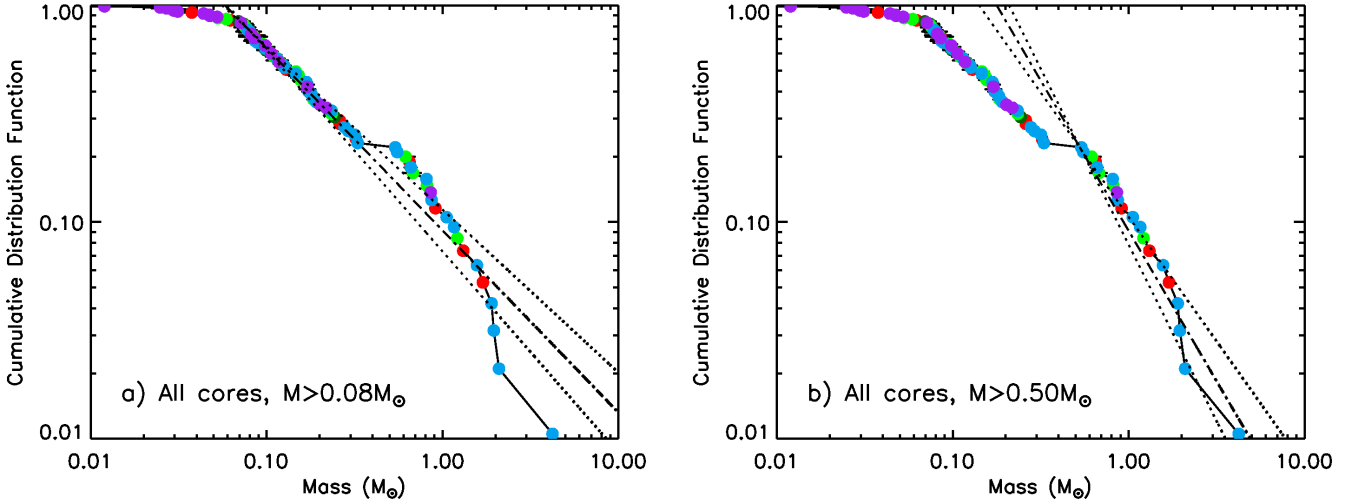 1.00
0.10
0.01
Cumulative Distribution Function
a) All cores, M>0.08M⊙
0.01 0.10 1.00 10.00
Mass (M⊙)
1.00
0.10
0.01
Cumulative Distribution Function
b) All cores, M>0.50M⊙
0.01 0.10 1.00 10.00
Mass (M⊙)